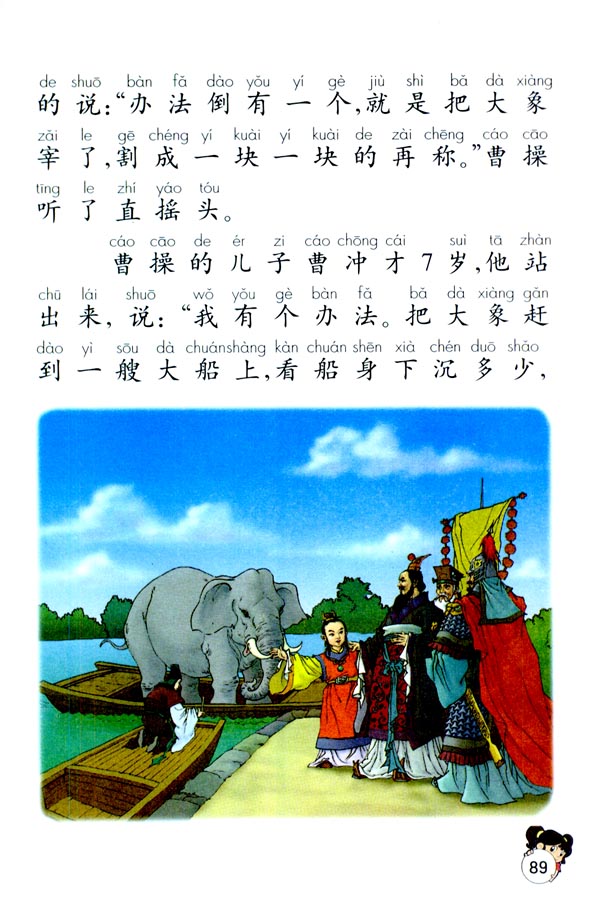 de shuō bàn fǎ dào yǒu yí gè jiù shì bǎ dà xiàng
的说:“办法倒有一个,就是把大象
zǎi le gē chéng yí kuài yí kuài de zài chēng cáo cāo
宰了,割成一块一块的再称。”曹操
tīng le zhí yáo tóu
听了直摇头。
cáo cāo de ér zi cáo chōng cái suì tā zhàn
曹操的儿子曹冲才7岁,他站
chū lái shuō wǒ yǒu gè bàn fǎ bǎ dà xiàng gǎn
出来,说:“我有个办法。把大象赶
dào yì sōu dà chuán shàng kàn chuán shēn xià chén duō shǎo
到一艘大船上,看船身下沉多少,
89